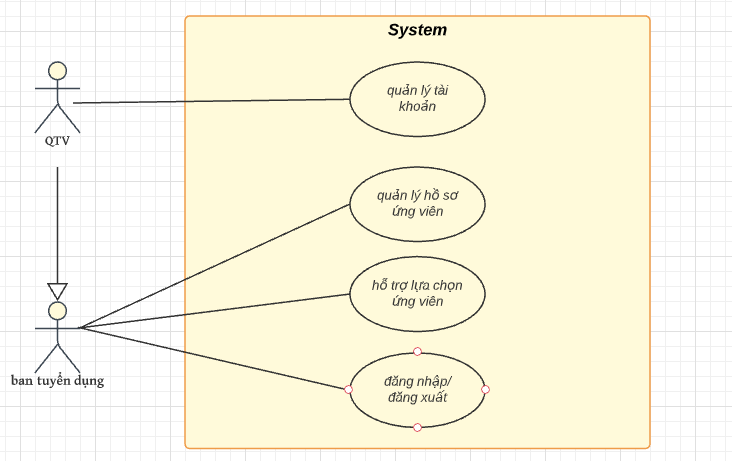 System
quản lý tài
khoản
QTV
quản lý hồ sơ
ứng viên
hỗ trợ lựa chọn
ứng viên
ban tuyển dụng
đăng nhập/
đăng xuất